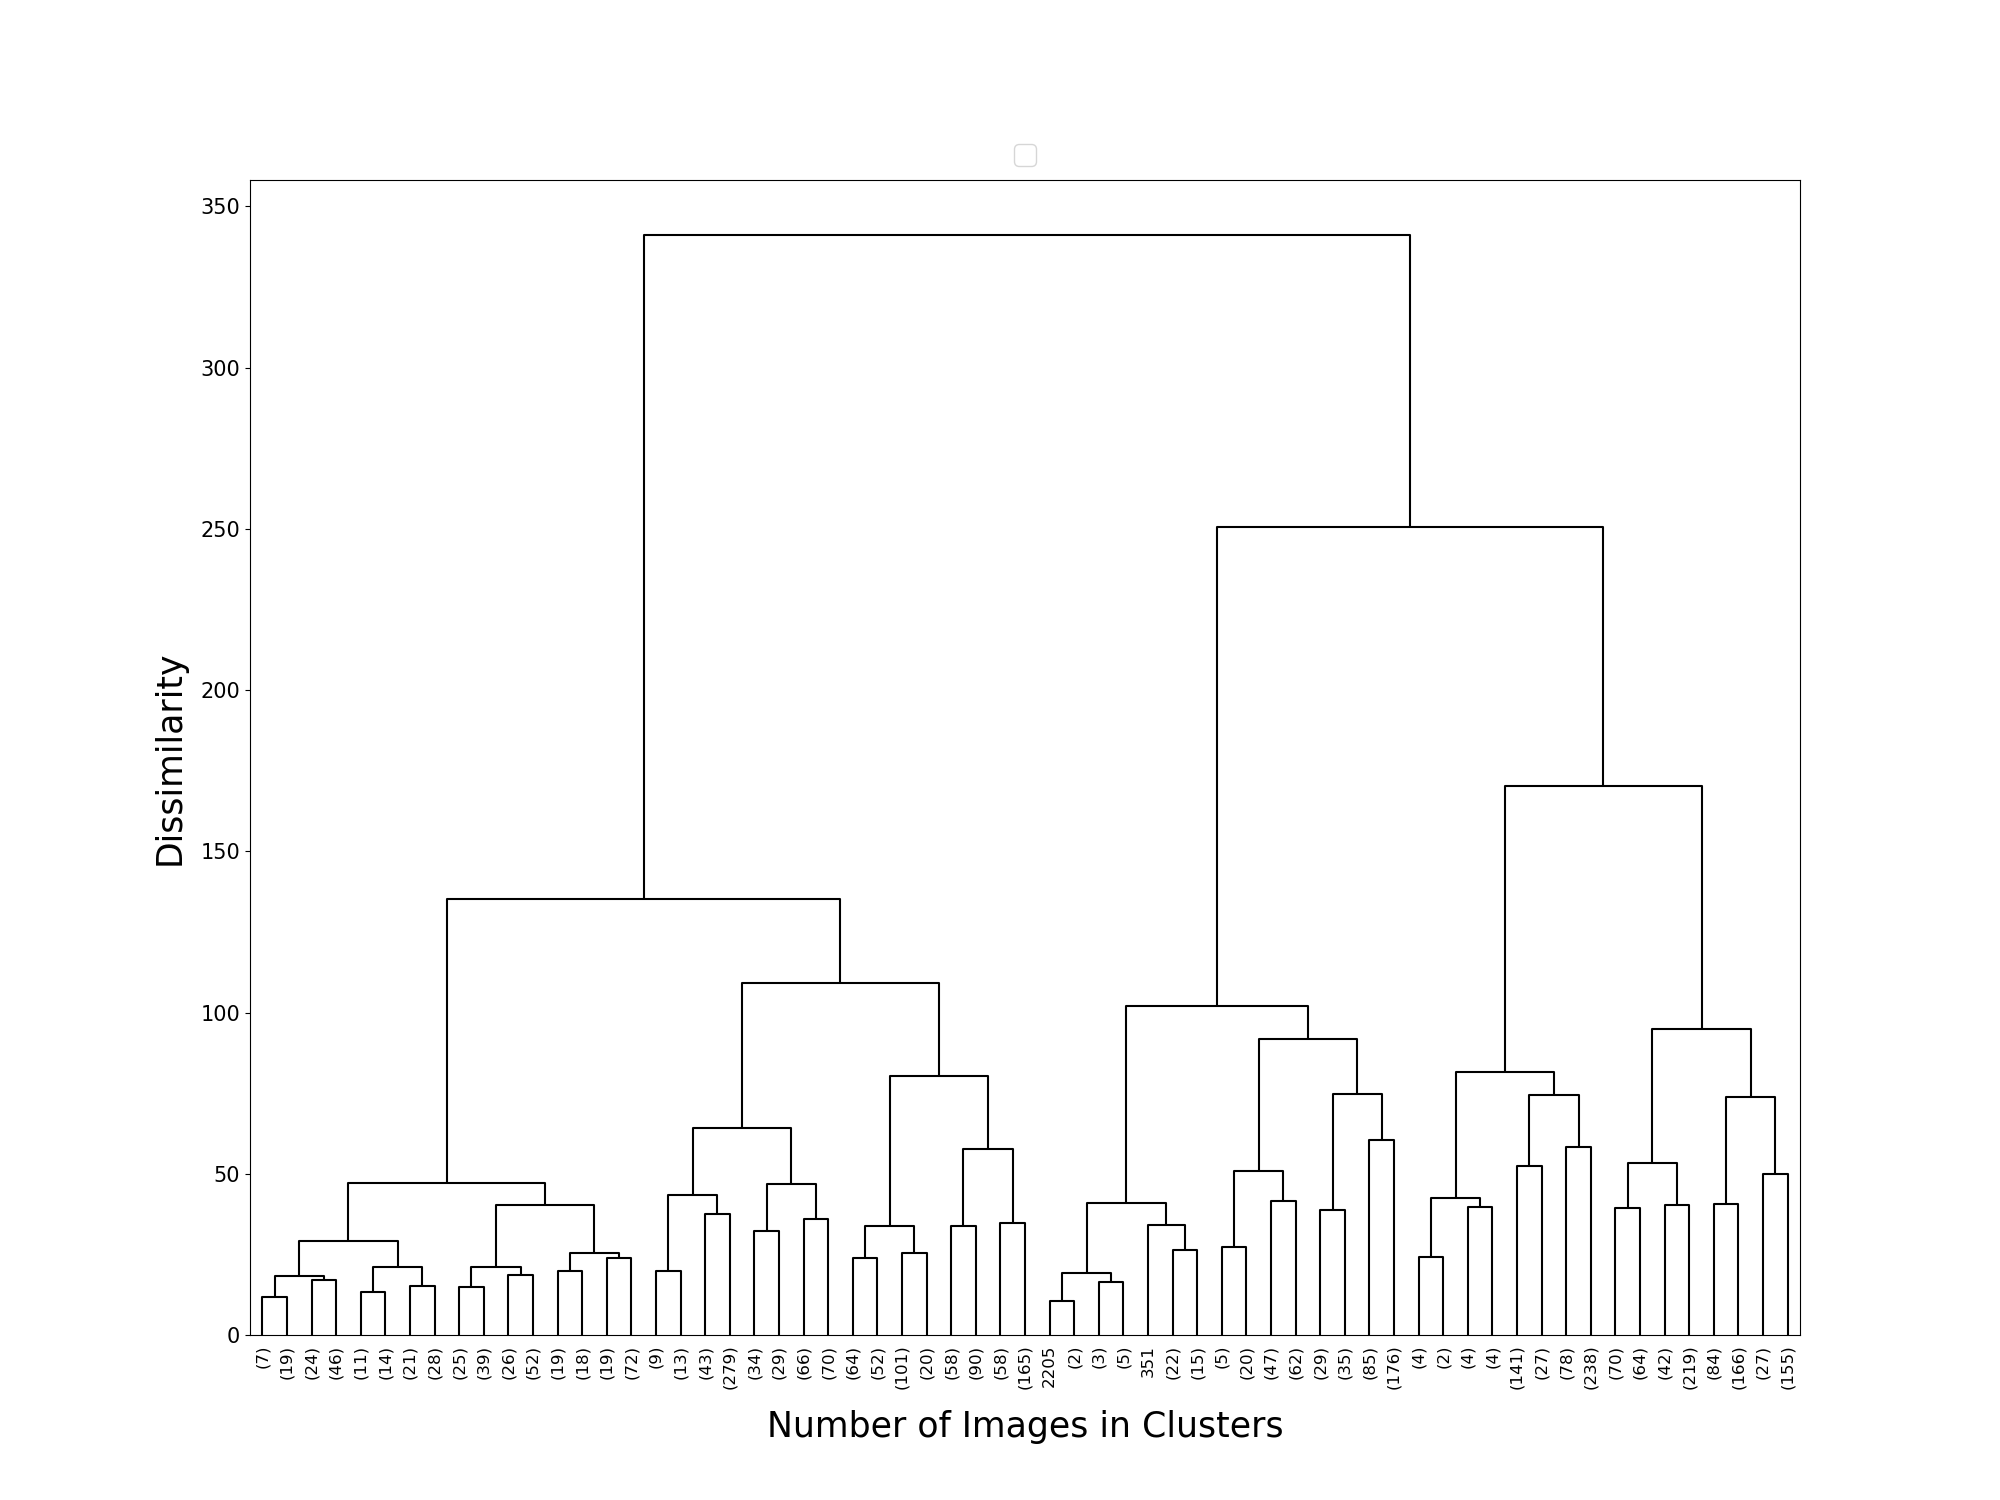 350
300
250
200
150
100
50
0
Dissimilarity
(7) (19) (24) (46) (11) (14) (21) (28) (25) (39) (26) (52) (19) (18) (19) (72) (9) (13) (43) (279) (34) (29) (66) (70) (64) (52) (101) (20) (58) (90) (58) (165) 2205 (2) (3) (5) 351 (22) (15) (5) (20) (47) (62) (29) (35) (85) (176) (4) (2) (4) (4) (141) (27) (78) (238) (70) (64) (42) (219) (84) (166) (27) (155)
Number of Images in Clusters